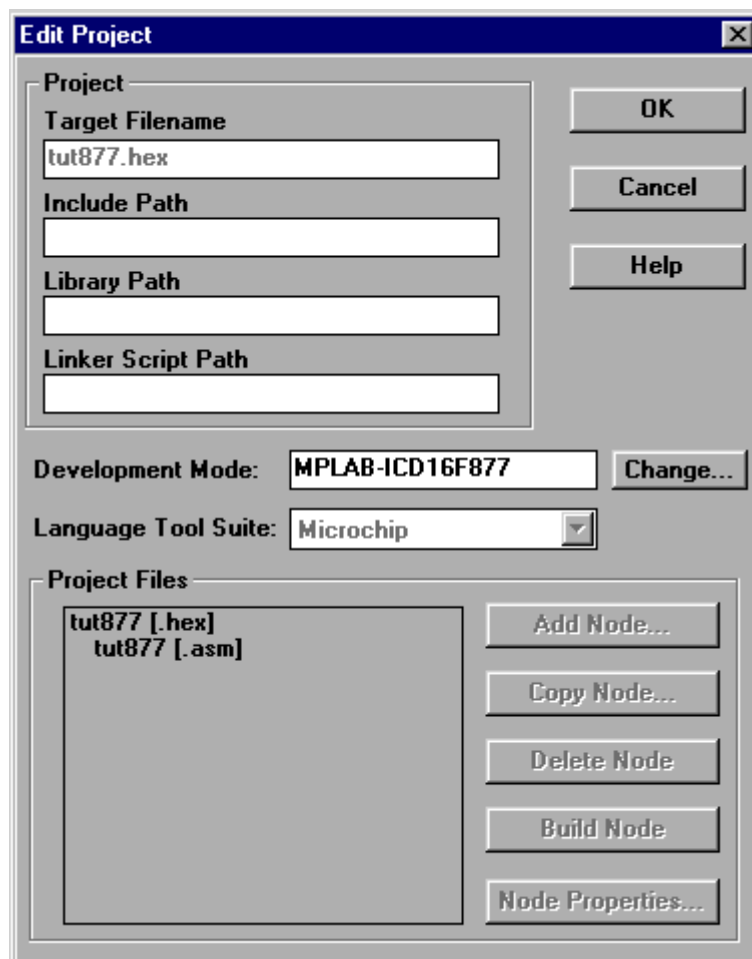 Edit Project
Project
Target Filename
tut877.hex
Include Path
Library Path
Linker Script Path
OK
Cancel
Help
Development Mode: MPLAB-ICD16F877 Change...
Language Tool Suite: Microchip
Project Files
tut877 [.hex]
tut877 [.asm]
Add Node...
Copy Node...
Delete Node
Build Node
Node Properties...